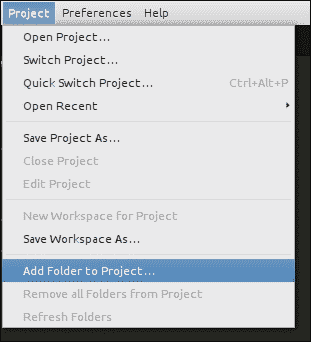 Project Preferences Help
Open Project...
Switch Project...
Quick Switch Project... Ctrl+Alt+P
Open Recent
Save Project As...
Close Project
Edit Project
New Workspace for Project
Save Workspace As...
Add Folder to Project...
Remove all Folders from Project
Refresh Folders